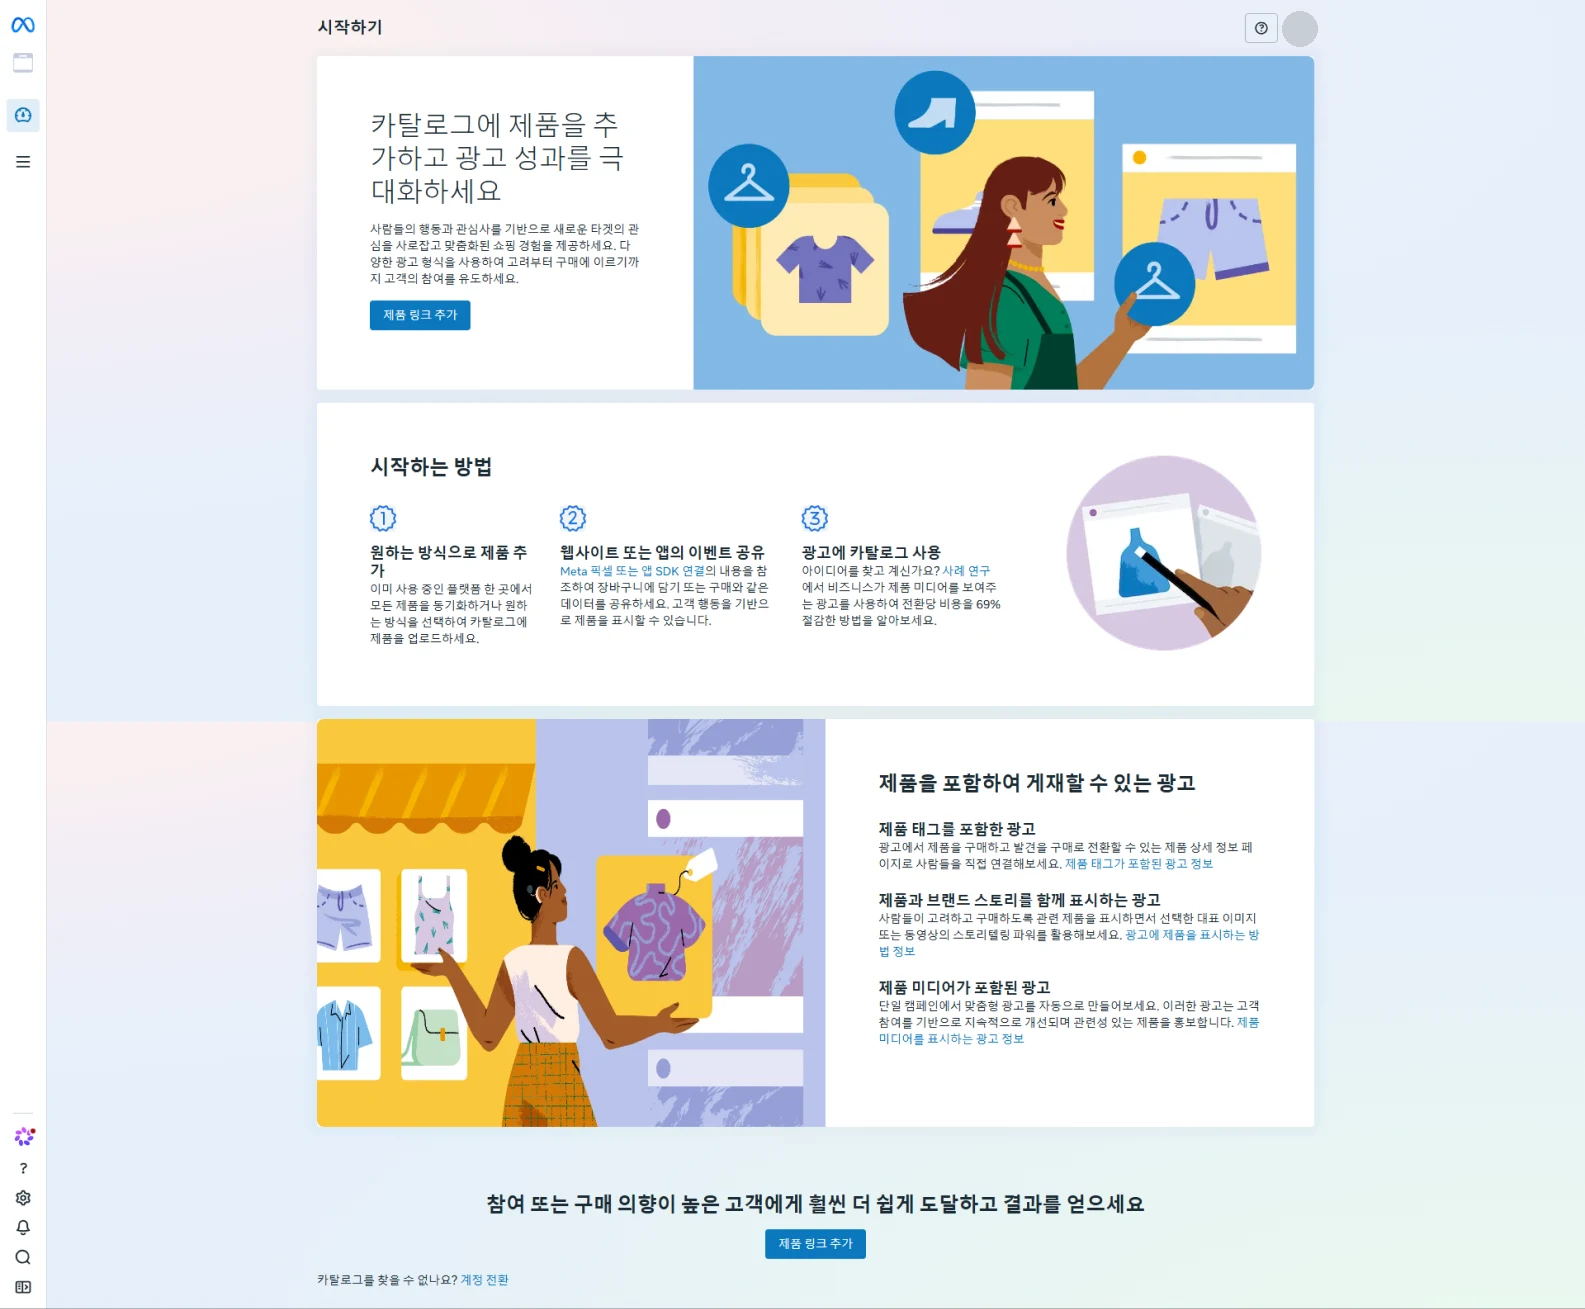 시작하기
카탈로그에 제품을 추
가하고 광고 성과를 극
대화하세요
사람들의 행동과 관심사를 기반으로 새로운 타겟의 관
심을 사로잡고 맞춤화된 쇼핑 경험을 제공하세요. 다
양한 광고 형식을 사용하여 고려부터 구매에 이르기까
지 고객의 참여를 유도하세요.
제품 링크 추가
시작하는 방법
1
원하는 방식으로 제품 추
가
이미 사용 중인 플랫폼 한 곳에서
모든 제품을 동기화하거나 원하
는 방식을 선택하여 카탈로그에
제품을 업로드하세요.
2
웹사이트 또는 앱의 이벤트 공유
Meta 픽셀 또는 앱 SDK 연결의 내용을 참
조하여 장바구니에 담기 또는 구매와 같은
데이터를 공유하세요. 고객 행동을 기반으
로 제품을 표시할 수 있습니다.
3
광고에 카탈로그 사용
아이디어를 찾고 계신가요? 사례 연구
에서 비즈니스가 제품 미디어를 보여주
는 광고를 사용하여 전환당 비용을 69%
절감한 방법을 알아보세요.
제품을 포함하여 게재할 수 있는 광고
제품 태그를 포함한 광고
광고에서 제품을 구매하고 발견을 구매로 전환할 수 있는 제품 상세 정보 페
이지로 사람들을 직접 연결해보세요. 제품 태그가 포함된 광고 정보
제품과 브랜드 스토리를 함께 표시하는 광고
사람들이 고려하고 구매하도록 관련 제품을 표시하면서 선택한 대표 이미지
또는 동영상의 스토리텔링 파워를 활용해보세요. 광고에 제품을 표시하는 방
법 정보
제품 미디어가 포함된 광고
단일 캠페인에서 맞춤형 광고를 자동으로 만들어보세요. 이러한 광고는 고객
참여를 기반으로 지속적으로 개선되며 관련성 있는 제품을 홍보합니다. 제품
미디어를 표시하는 광고 정보
참여 또는 구매 의향이 높은 고객에게 훨씬 더 쉽게 도달하고 결과를 얻으세요
제품 링크 추가
카탈로그를 찾을 수 없나요? 계정 전환